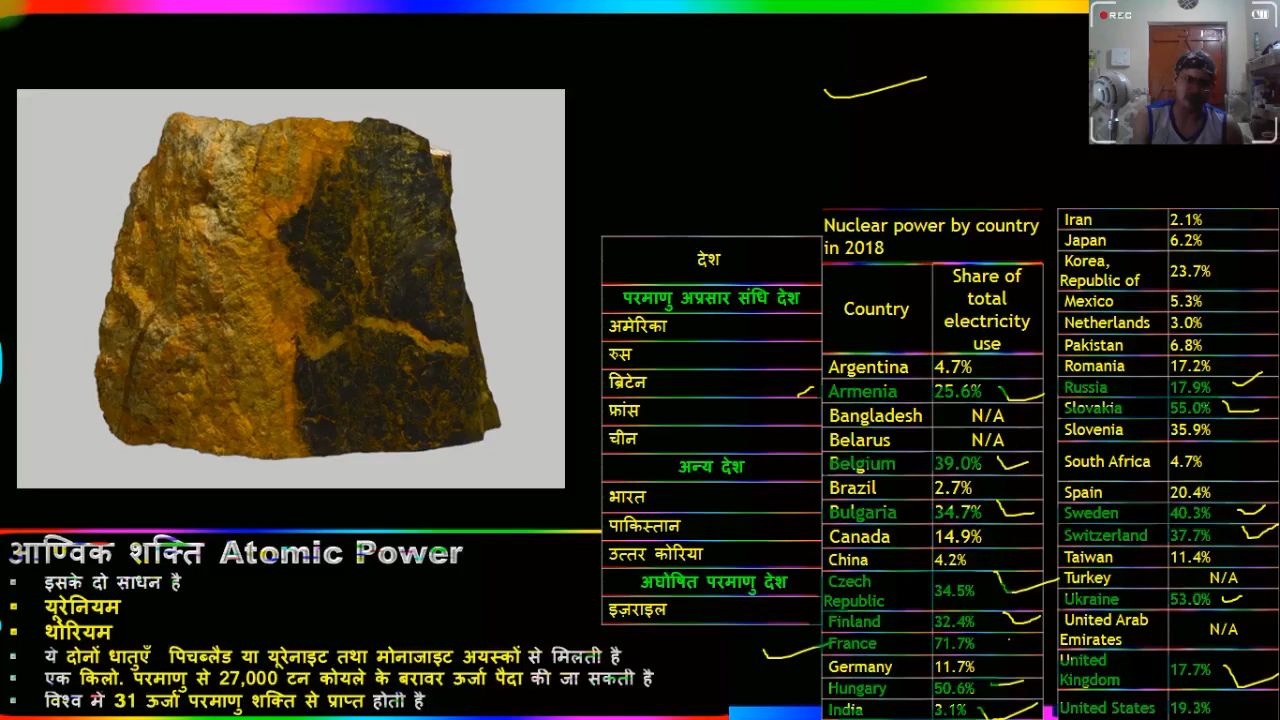 REC
देश
परमाणु अप्रसार संधि देश
अमेरिका
रुस
ब्रिटेन
फ्रांस
चीन
अन्य देश
भारत
पाकिस्तान
उत्तर कोरिया
अघोषित परमाणु देश
इज़राइल
Nuclear power by country
in 2018
Country Share of total electricity use
Argentina 4.7%
Armenia 25.6%
Bangladesh N/A
Belarus N/A
Belgium 39.0%
Brazil 2.7%
Bulgaria 34.7%
Canada 14.9%
China 4.2%
Czech Republic 34.5%
Finland 32.4%
France 71.7%
Germany 11.7%
Hungary 50.6%
India 3.1%
Iran 2.1%
Japan 6.2%
Korea, Republic of 23.7%
Mexico 5.3%
Netherlands 3.0%
Pakistan 6.8%
Romania 17.2%
Russia 17.9%
Slovakia 55.0%
Slovenia 35.9%
South Africa 4.7%
Spain 20.4%
Sweden 40.3%
Switzerland 37.7%
Taiwan 11.4%
Turkey N/A
Ukraine 53.0%
United Arab Emirates N/A
United Kingdom 17.7%
United States 19.3%
आण्विक शक्ति Atomic Power
इसके दो साधन है
यूरेनियम
थोरियम
ये दोनों धातुएँ पिचब्लैंड या यूरेनाइट तथा मोनाजाइट अयस्कों से मिलती है
एक किलो. परमाणु से 27,000 टन कोयले के बरावर ऊर्जा पैदा की जा सकती है
विश्व में 31 ऊर्जा परमाणु शक्ति से प्राप्त होती है